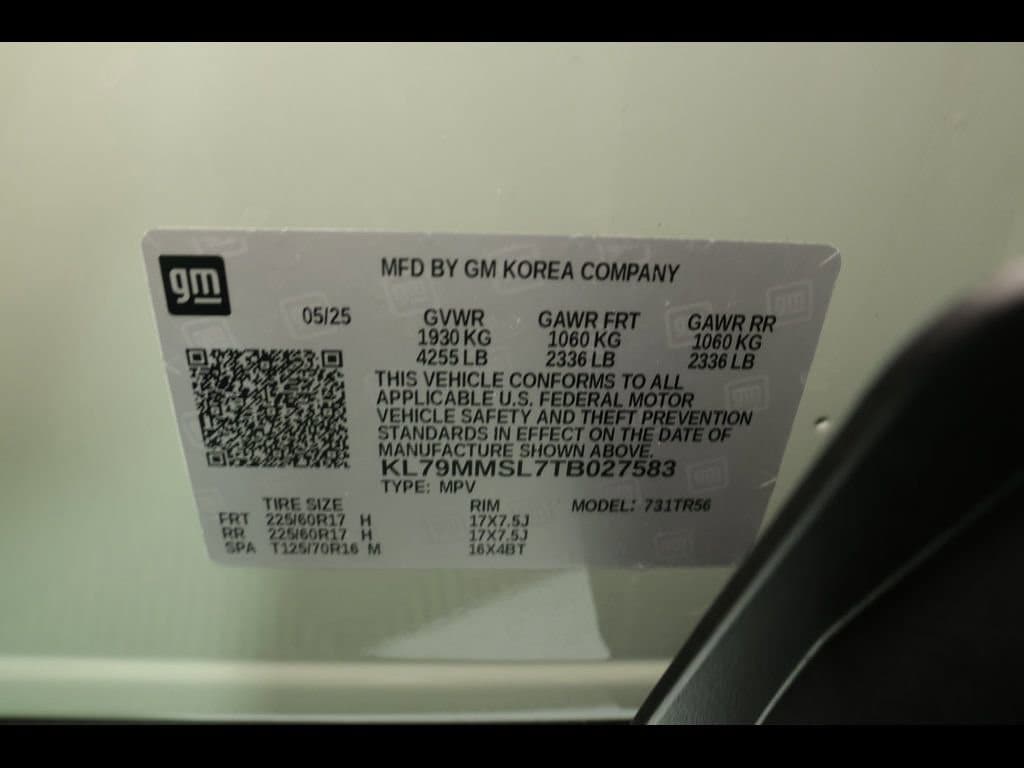 gm
MFD BY GM KOREA COMPANY
05/25 GVWR GAWR FRT GAWR RR
1930 KG 1060 KG 1060 KG
4255 LB 2336 LB 2336 LB
THIS VEHICLE CONFORMS TO ALL
APPLICABLE U.S. FEDERAL MOTOR
VEHICLE SAFETY AND THEFT PREVENTION
STANDARDS IN EFFECT ON THE DATE OF
MANUFACTURE SHOWN ABOVE.
KL79MMSL7TB027583
TYPE: MPV
TIRE SIZE RIM MODEL: 731TR56
FRT 225/60R17 H 17X7.5J
RR 225/60R17 H 17X7.5J
SPA T125/70R16 M 16X4BT